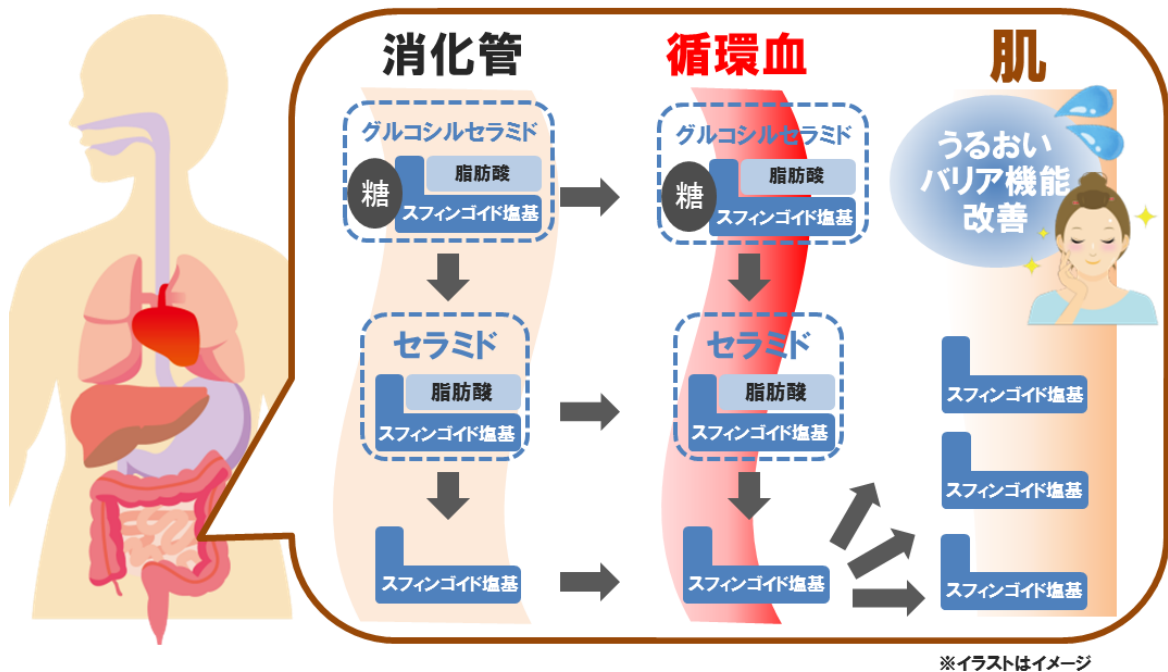 消化管
循環血
肌
グルコシルセラミド
糖
脂肪酸
スフィンゴイド塩基
グルコシルセラミド
糖
脂肪酸
スフィンゴイド塩基
うるおい
バリア機能
改善
セラミド
脂肪酸
スフィンゴイド塩基
セラミド
脂肪酸
スフィンゴイド塩基
スフィンゴイド塩基
スフィンゴイド塩基
スフィンゴイド塩基
スフィンゴイド塩基
スフィンゴイド塩基
※イラストはイメージ